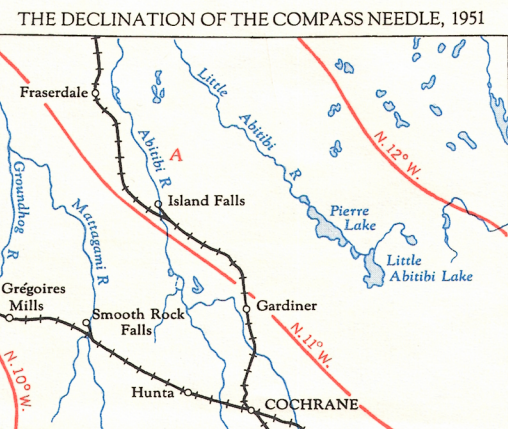 THE DECLINATION OF THE COMPASS NEEDLE, 1951
Fraserdale
Little
Abitibi
R
Abitibi R
A
N. 12° W.
Groundhog
R
Mattagami R
Island Falls
Pierre
Lake
Little
Abitibi Lake
Grégoires
Mills
Smooth Rock
Falls
Gardiner
N. 11° W.
N. 10° W.
Hunta
COCHRANE